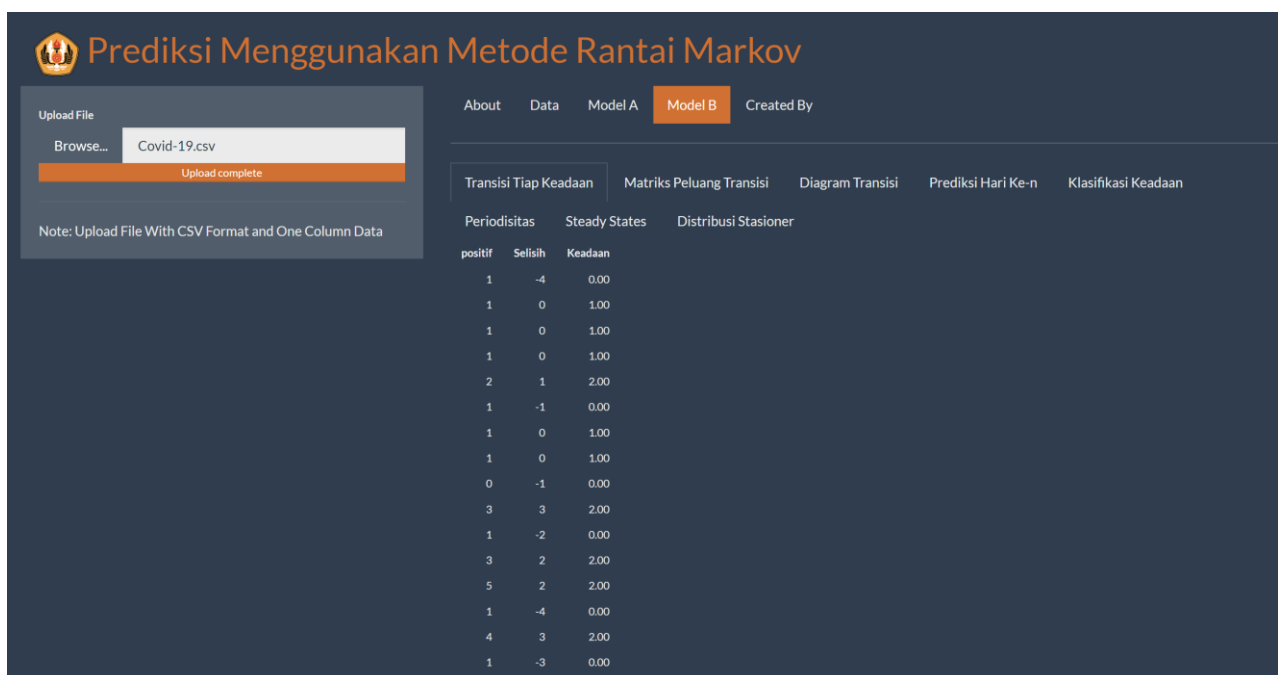 Prediksi Menggunakan Metode Rantai Markov
Upload File
Browse... Covid-19.csv
Upload complete
Note: Upload File With CSV Format and One Column Data
About Data Model A Model B Created By
Transisi Tiap Keadaan Matriks Peluang Transisi Diagram Transisi Prediksi Hari Ke-n Klasifikasi Keadaan
Periodisitas Steady States Distribusi Stasioner
positif Selisih Keadaan
1 -4 0.00
1 0 1.00
1 0 1.00
1 0 1.00
2 1 2.00
1 -1 0.00
1 0 1.00
1 0 1.00
0 -1 0.00
3 3 2.00
1 -2 0.00
3 2 2.00
5 2 2.00
1 -4 0.00
4 3 2.00
1 -3 0.00